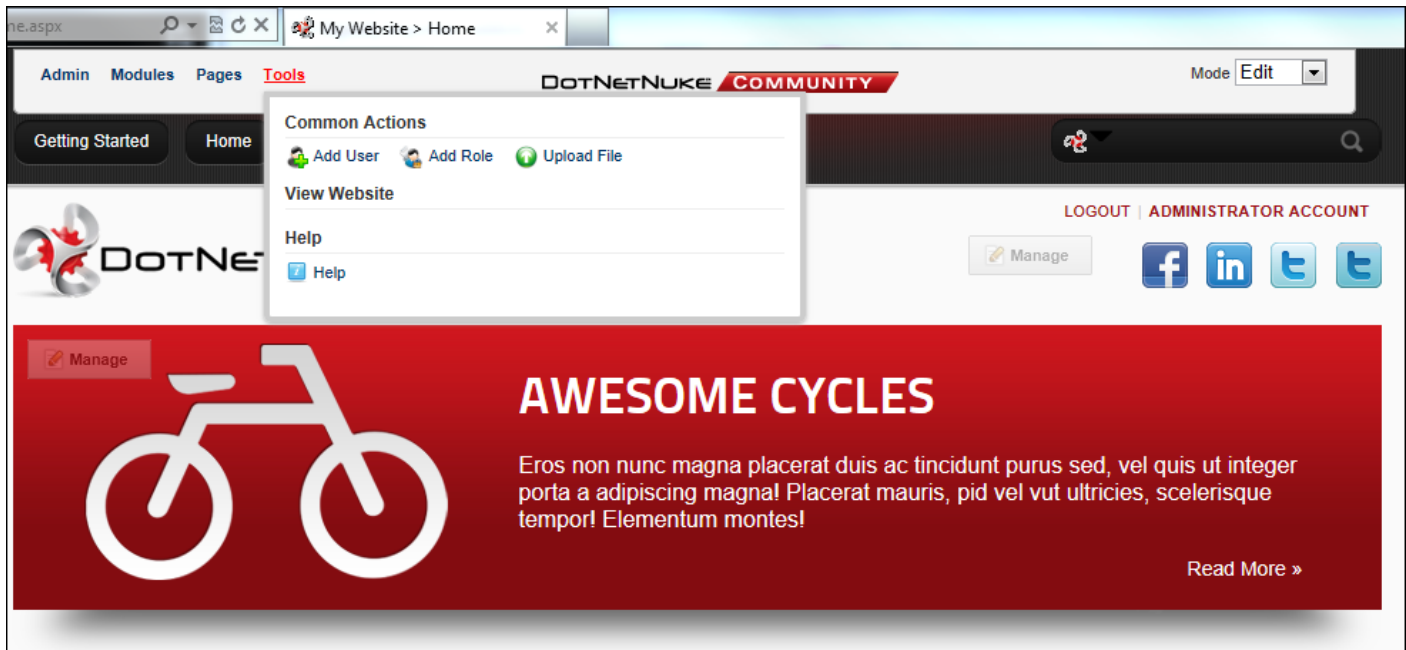 ne.aspx
My Website > Home
Admin Modules Pages Tools
DOTNETNUKE COMMUNITY
Mode Edit
Common Actions
Getting Started Home
Add User Add Role Upload File
View Website
LOGOUT | ADMINISTRATOR ACCOUNT
Help
DOTNE
Manage
Help
Manage
AWESOME CYCLES
Eros non nunc magna placerat duis ac tincidunt purus sed, vel quis ut integer
porta a adipiscing magna! Placerat mauris, pid vel vut ultricies, scelerisque
tempor! Elementum montes!
Read More »